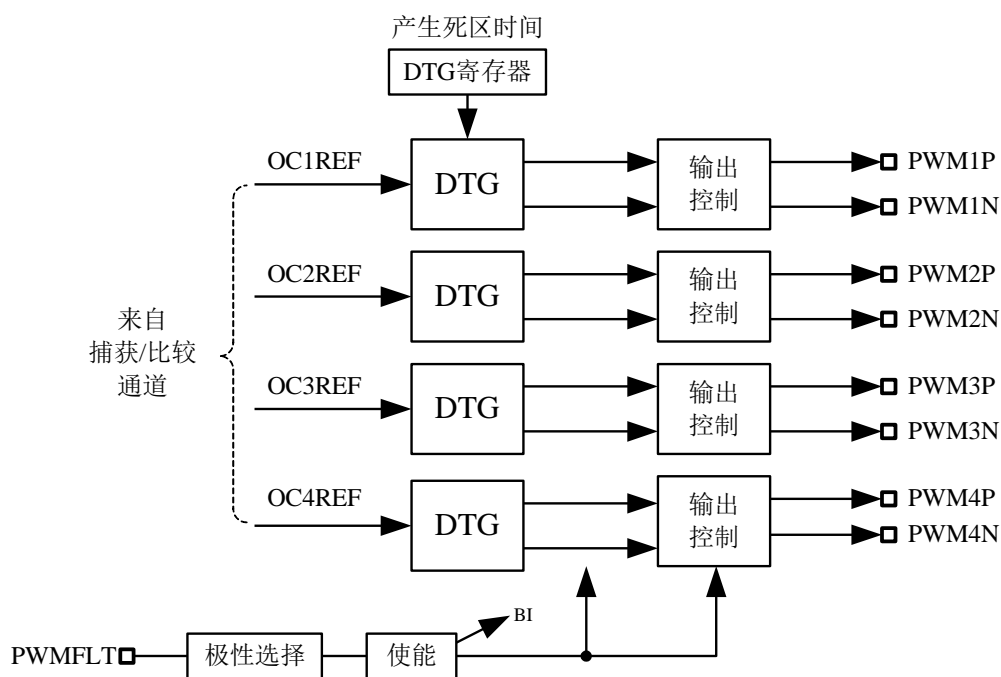 产生死区时间
DTG寄存器
OC1REF
DTG
输出
控制
PWM1P
PWM1N
OC2REF
DTG
输出
控制
PWM2P
PWM2N
来自
捕获/比较
通道
OC3REF
DTG
输出
控制
PWM3P
PWM3N
OC4REF
DTG
输出
控制
PWM4P
PWM4N
BI
PWMFLT
极性选择
使能